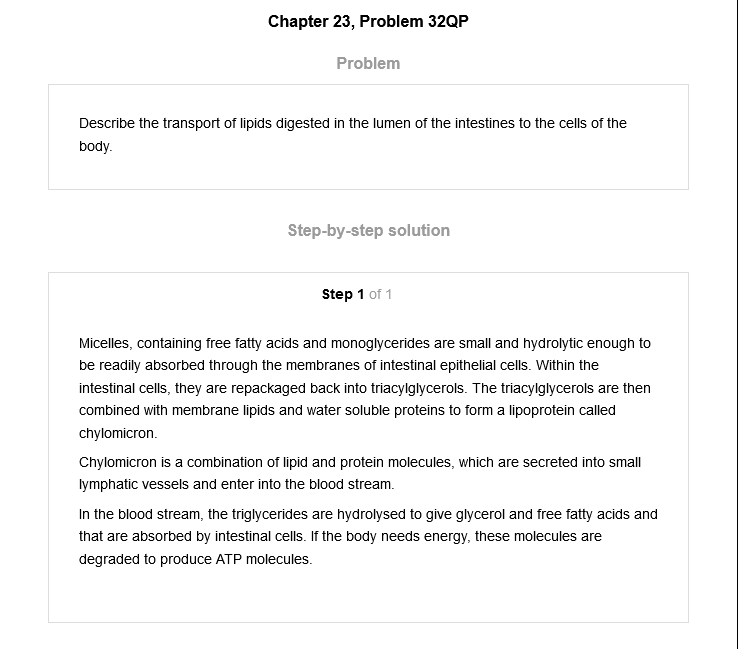 Chapter 23, Problem 32QP
Problem
Describe the transport of lipids digested in the lumen of the intestines to the cells of the
body.
Step-by-step solution
Step 1 of 1
Micelles, containing free fatty acids and monoglycerides are small and hydrolytic enough to
be readily absorbed through the membranes of intestinal epithelial cells. Within the
intestinal cells, they are repackaged back into triacylglycerols. The triacylglycerols are then
combined with membrane lipids and water soluble proteins to form a lipoprotein called
chylomicron.
Chylomicron is a combination of lipid and protein molecules, which are secreted into small
lymphatic vessels and enter into the blood stream.
In the blood stream, the triglycerides are hydrolysed to give glycerol and free fatty acids and
that are absorbed by intestinal cells. If the body needs energy, these molecules are
degraded to produce ATP molecules.